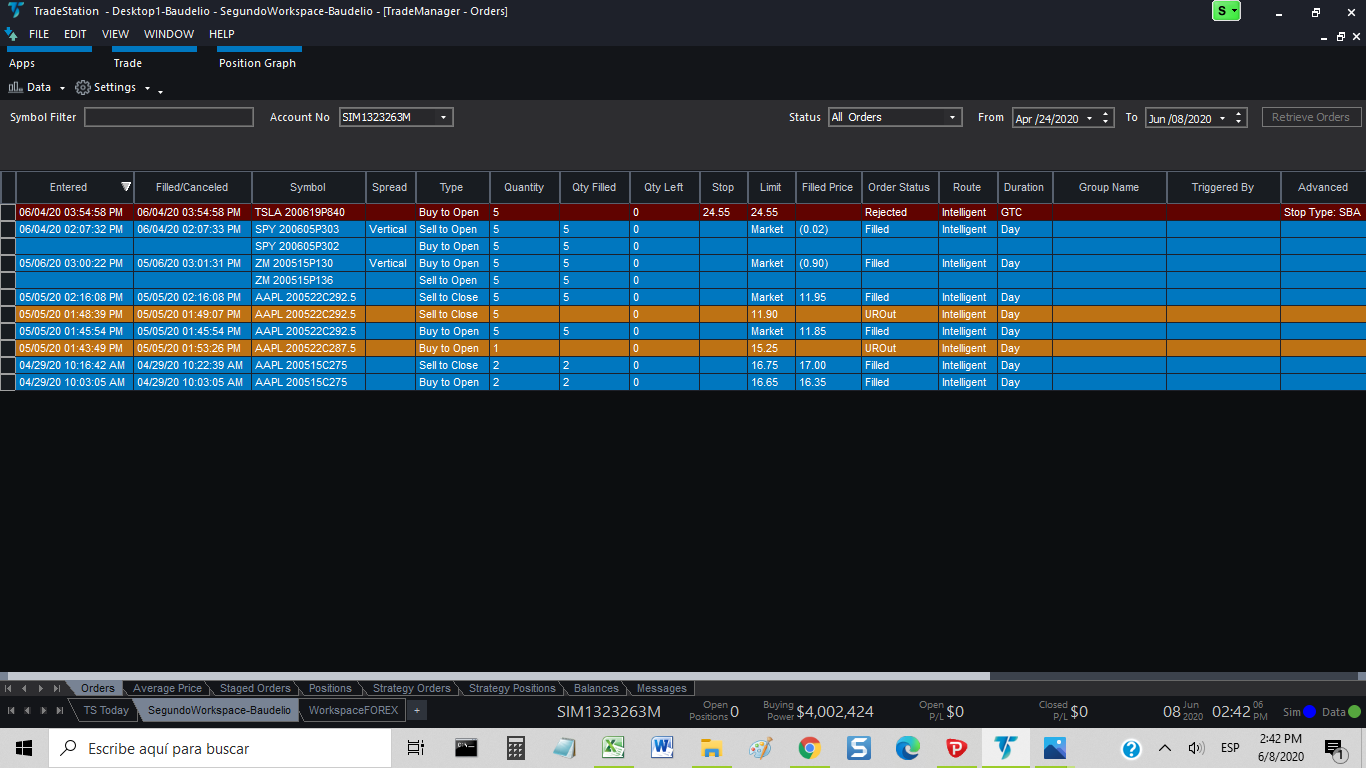 TradeStation - Desktop1-Baudelio - SegundoWorkspace-Baudelio - [TradeManager - Orders] S
FILE EDIT VIEW WINDOW HELP
Apps Trade Position Graph
Data Settings
Symbol Filter Account No SIM1323263M Status All Orders From Apr /24/2020 To Jun /08/2020 Retrieve Orders
Entered Filled/Canceled Symbol Spread Type Quantity Qty Filled Qty Left Stop Limit Filled Price Order Status Route Duration Group Name Triggered By Advanced
06/04/20 03:54:58 PM 06/04/20 03:54:58 PM TSLA 200619P840 Buy to Open 5 0 24.55 24.55 Rejected Intelligent GTC Stop Type: SBA
06/04/20 02:07:32 PM 06/04/20 02:07:33 PM SPY 200605P303 Vertical Sell to Open 5 5 0 Market (0.02) Filled Intelligent Day
SPY 200605P302 Buy to Open 5 5 0
05/06/20 03:00:22 PM 05/06/20 03:01:31 PM ZM 200515P130 Vertical Buy to Open 5 5 0 Market (0.90) Filled Intelligent Day
ZM 200515P136 Sell to Open 5 5 0
05/05/20 02:16:08 PM 05/05/20 02:16:08 PM AAPL 200522C292.5 Sell to Close 5 5 0 Market 11.95 Filled Intelligent Day
05/05/20 01:48:39 PM 05/05/20 01:49:07 PM AAPL 200522C292.5 Sell to Close 5 0 11.90 UROut Intelligent Day
05/05/20 01:45:54 PM 05/05/20 01:45:54 PM AAPL 200522C292.5 Buy to Open 5 5 0 Market 11.85 Filled Intelligent Day
05/05/20 01:43:49 PM 05/05/20 01:53:26 PM AAPL 200522C287.5 Buy to Open 1 0 15.25 UROut Intelligent Day
04/29/20 10:16:42 AM 04/29/20 10:22:39 AM AAPL 200515C275 Sell to Close 2 2 0 16.75 17.00 Filled Intelligent Day
04/29/20 10:03:05 AM 04/29/20 10:03:05 AM AAPL 200515C275 Buy to Open 2 2 0 16.65 16.35 Filled Intelligent Day
Orders Average Price Staged Orders Positions Strategy Orders Strategy Positions Balances Messages
TS Today SegundoWorkspace-Baudelio WorkspaceFOREX + SIM1323263M Open Positions 0 Buying Power $4,002,424 Open P/L $0 Closed P/L $0 08 Jun 2020 02:42 06 PM Sim Data
Escribe aquí para buscar ESP 2:42 PM
6/8/2020 1